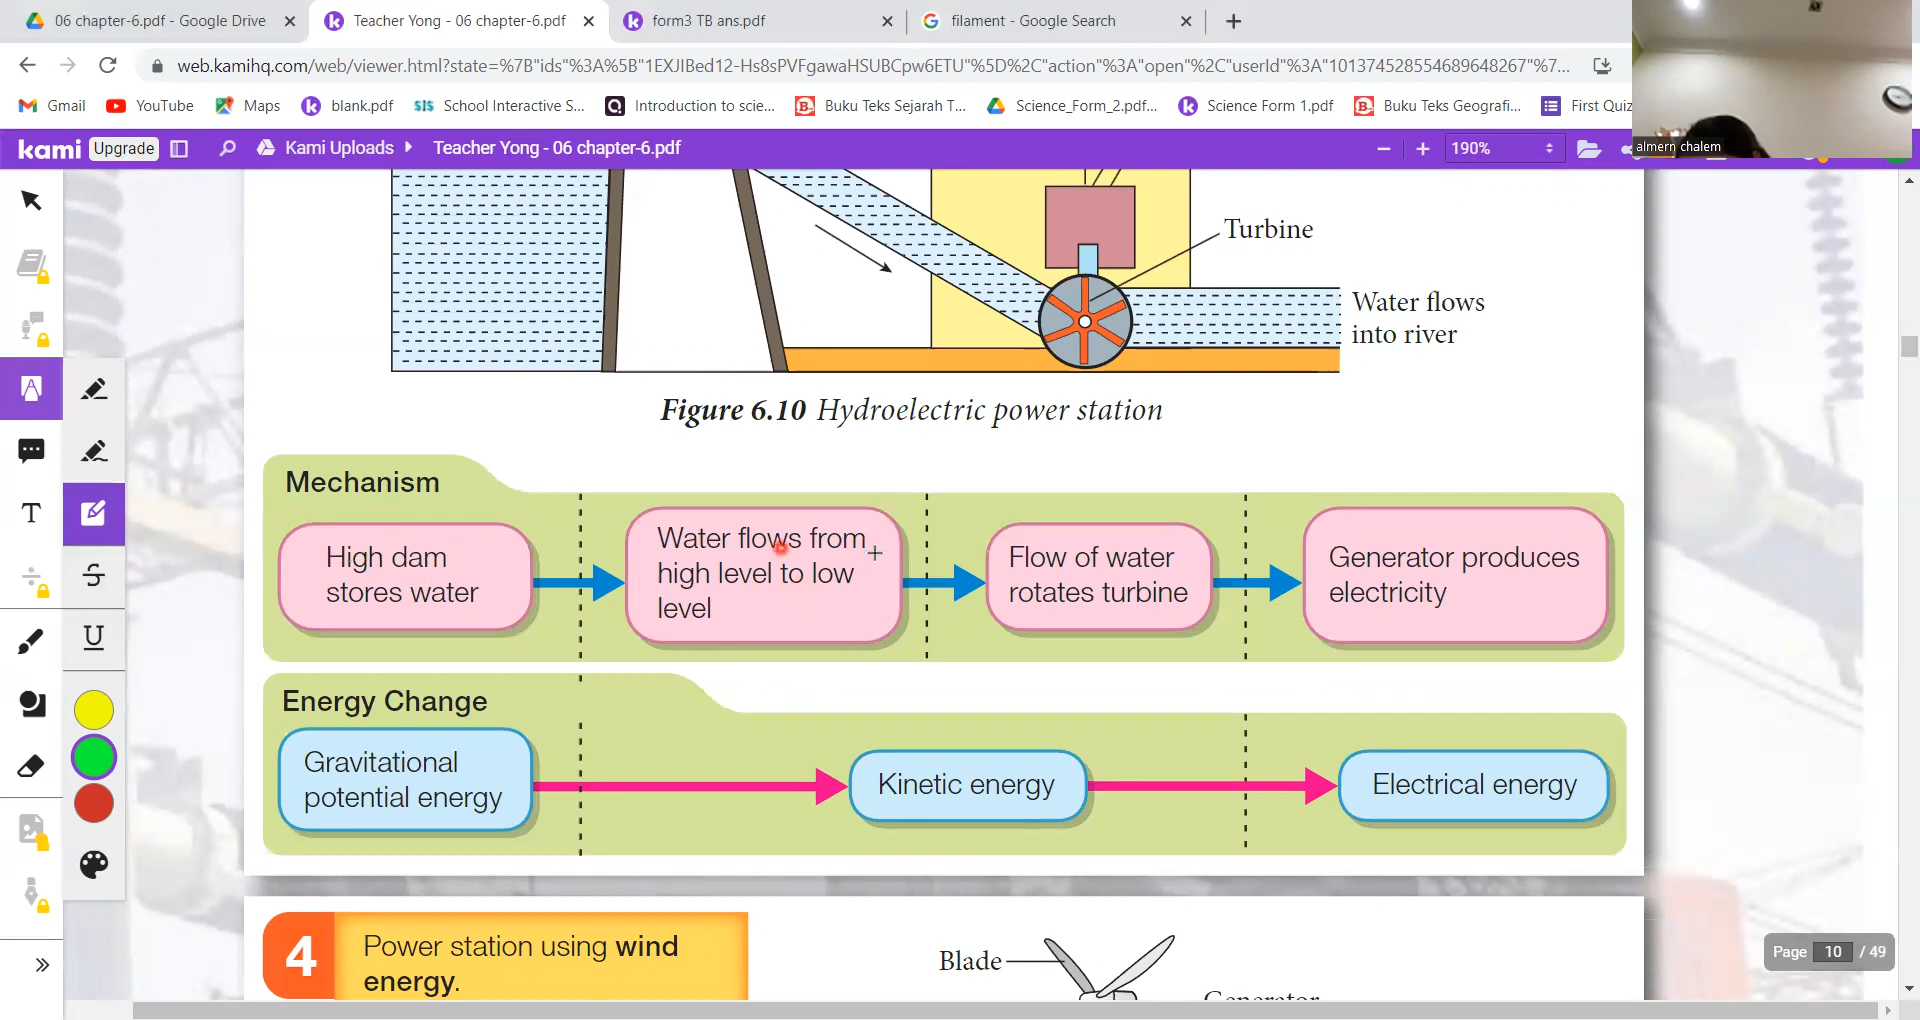 06 chapter-6.pdf - Google Drive
Teacher Yong - 06 chapter-6.pdf
form3 TB ans.pdf
filament - Google Search
web.kamihq.com/web/viewer.html?state=%7B"ids"%3A%5B"1EXJIBed12-Hs8sPVFgawaHSUBCpw6ETU"%5D%2C"action"%3A"open"%2C"userId"%3A"101374528554689648267"%7...
Gmail
YouTube
Maps
blank.pdf
SIS School Interactive S...
Introduction to scie...
Buku Teks Sejarah T...
Science_Form_2.pdf...
Science Form 1.pdf
Buku Teks Geografi...
First Quiz
almern chalem
kami
Upgrade
Kami Uploads
Teacher Yong - 06 chapter-6.pdf
190%
Turbine
Water flows
into river
Figure 6.10 Hydroelectric power station
Mechanism
High dam
stores water
Water flows from
high level to low
level
Flow of water
rotates turbine
Generator produces
electricity
Energy Change
Gravitational
potential energy
Kinetic energy
Electrical energy
4
Power station using wind
energy.
Blade
Generator
Page 10 / 49